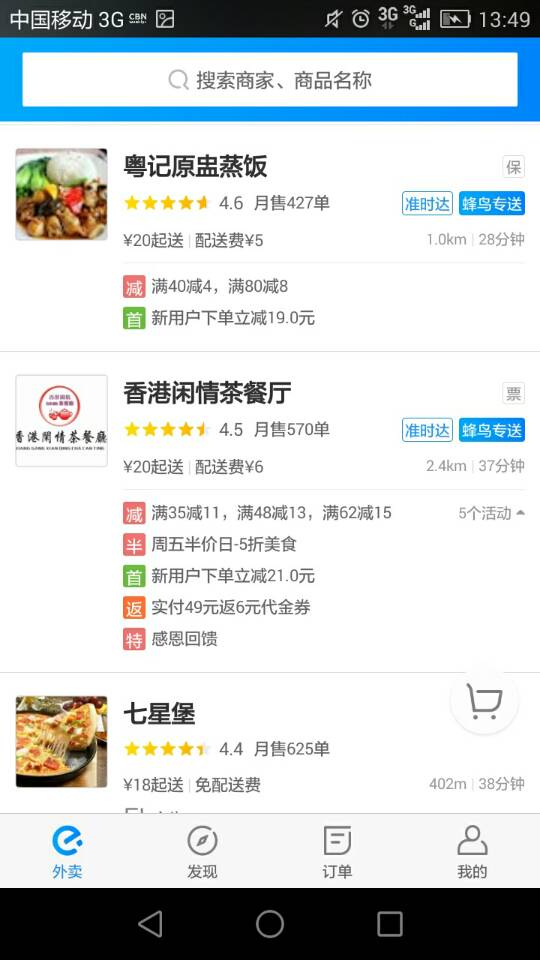 中国移动 3G CBN 3G 3G G 13:49
搜索商家、商品名称
粤记原盅蒸饭 保
4.6 月售427单 准时达 蜂鸟专送
¥20起送 配送费¥5 1.0km 28分钟
减 满40减4，满80减8
首 新用户下单立减19.0元
香港闲情茶餐厅 票
香港閑情茶餐廳
4.5 月售570单 准时达 蜂鸟专送
¥20起送 配送费¥6 2.4km 37分钟
减 满35减11，满48减13，满62减15 5个活动
半 周五半价日-5折美食
首 新用户下单立减21.0元
返 实付49元返6元代金券
特 感恩回馈
七星堡
4.4 月售625单
¥18起送 免配送费 402m 38分钟
外卖 发现 订单 我的